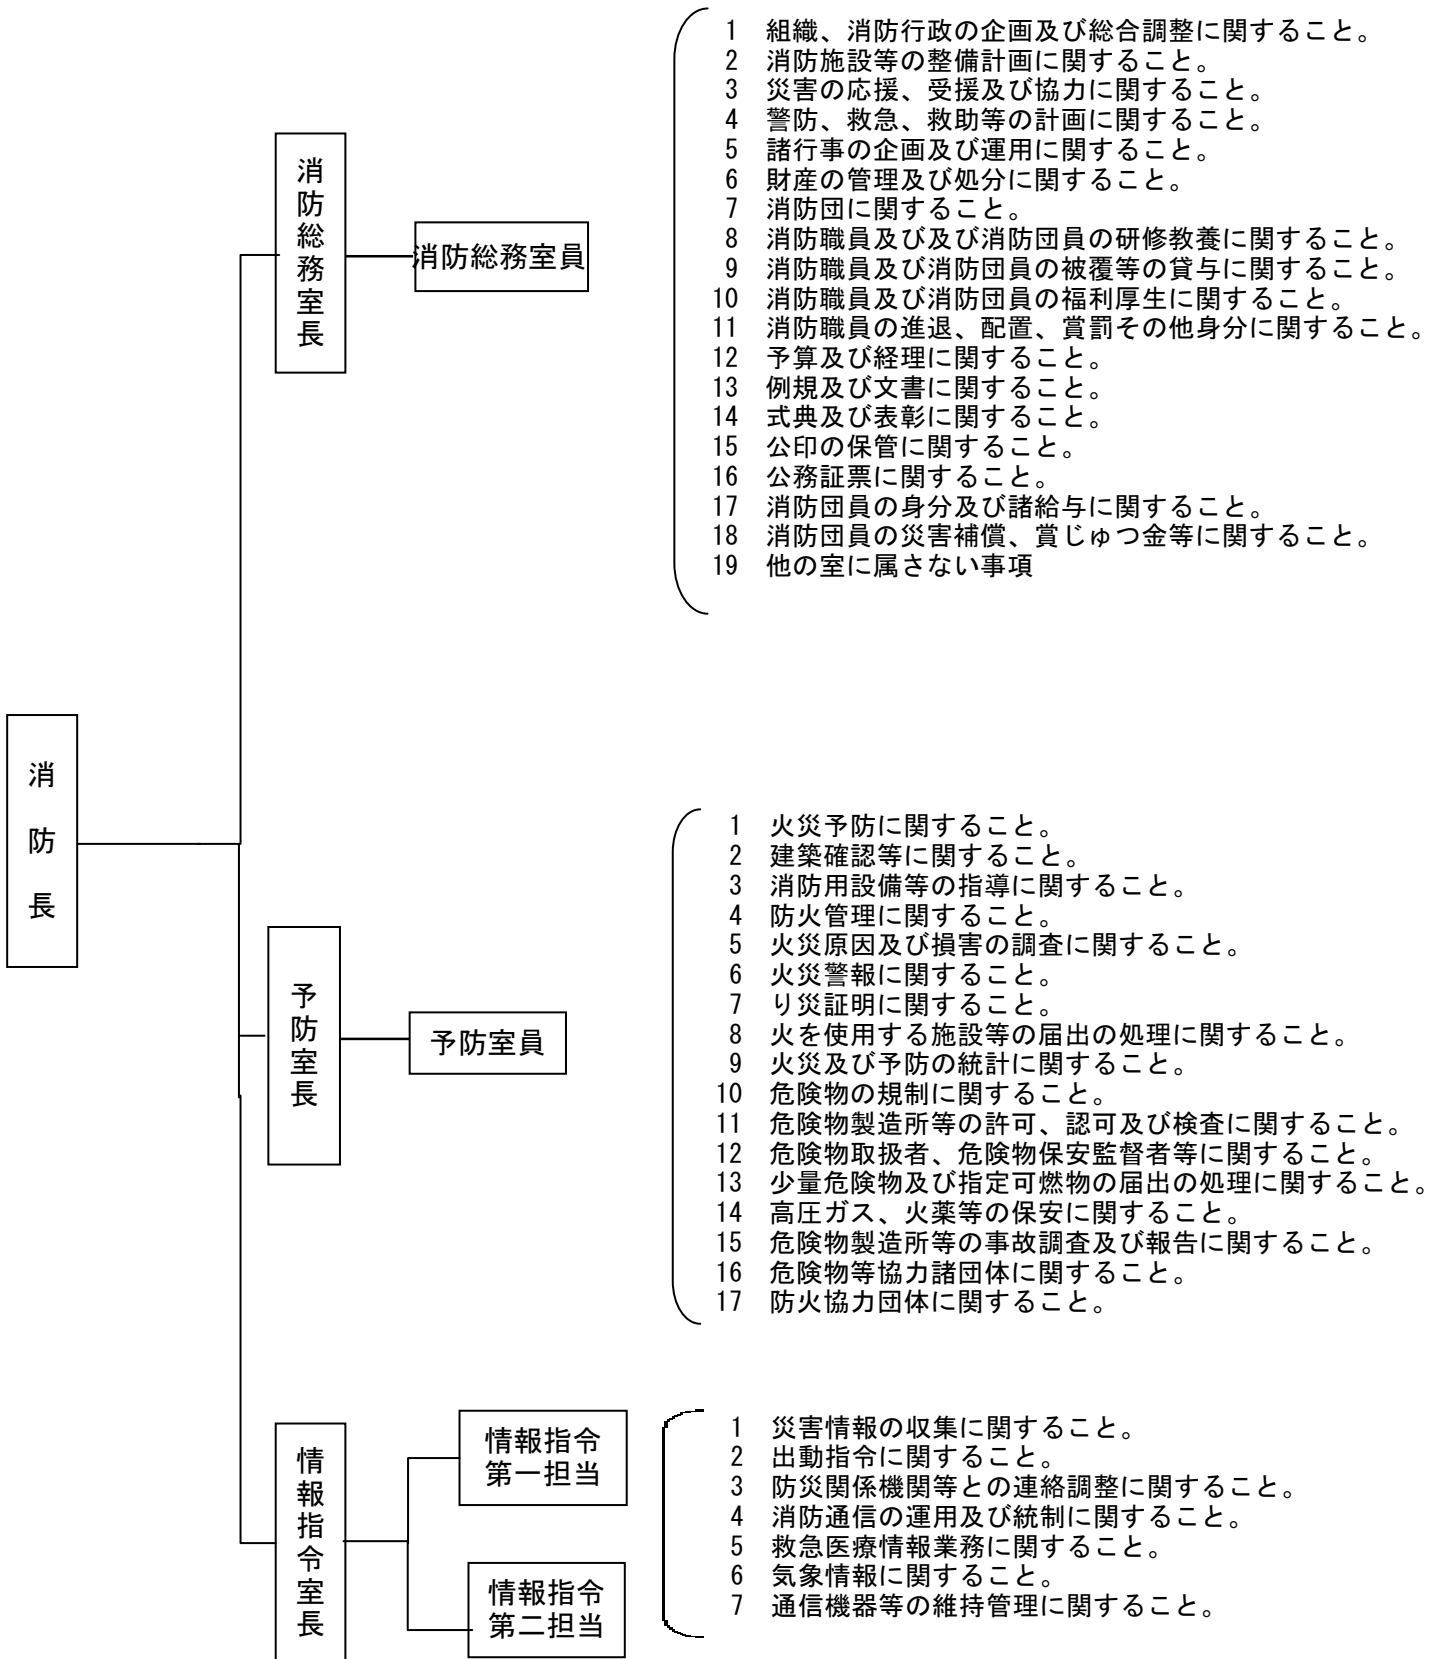 消防長
消防総務室長
消防総務室員
1 組織、消防行政の企画及び総合調整に関すること。
2 消防施設等の整備計画に関すること。
3 災害の応援、受援及び協力に関すること。
4 警防、救急、救助等の計画に関すること。
5 諸行事の企画及び運用に関すること。
6 財産の管理及び処分に関すること。
7 消防団に関すること。
8 消防職員及び及び消防団員の研修教養に関すること。
9 消防職員及び消防団員の被覆等の貸与に関すること。
10 消防職員及び消防団員の福利厚生に関すること。
11 消防職員の進退、配置、賞罰その他身分に関すること。
12 予算及び経理に関すること。
13 例規及び文書に関すること。
14 式典及び表彰に関すること。
15 公印の保管に関すること。
16 公務証票に関すること。
17 消防団員の身分及び諸給与に関すること。
18 消防団員の災害補償、賞じゅつ金等に関すること。
19 他の室に属さない事項
予防室長
予防室員
1 火災予防に関すること。
2 建築確認等に関すること。
3 消防用設備等の指導に関すること。
4 防火管理に関すること。
5 火災原因及び損害の調査に関すること。
6 火災警報に関すること。
7 り災証明に関すること。
8 火を使用する施設等の届出の処理に関すること。
9 火災及び予防の統計に関すること。
10 危険物の規制に関すること。
11 危険物製造所等の許可、認可及び検査に関すること。
12 危険物取扱者、危険物保安監督者等に関すること。
13 少量危険物及び指定可燃物の届出の処理に関すること。
14 高圧ガス、火薬等の保安に関すること。
15 危険物製造所等の事故調査及び報告に関すること。
16 危険物等協力諸団体に関すること。
17 防火協力団体に関すること。
情報指令室長
情報指令
第一担当
情報指令
第二担当
1 災害情報の収集に関すること。
2 出動指令に関すること。
3 防災関係機関等との連絡調整に関すること。
4 消防通信の運用及び統制に関すること。
5 救急医療情報業務に関すること。
6 気象情報に関すること。
7 通信機器等の維持管理に関すること。